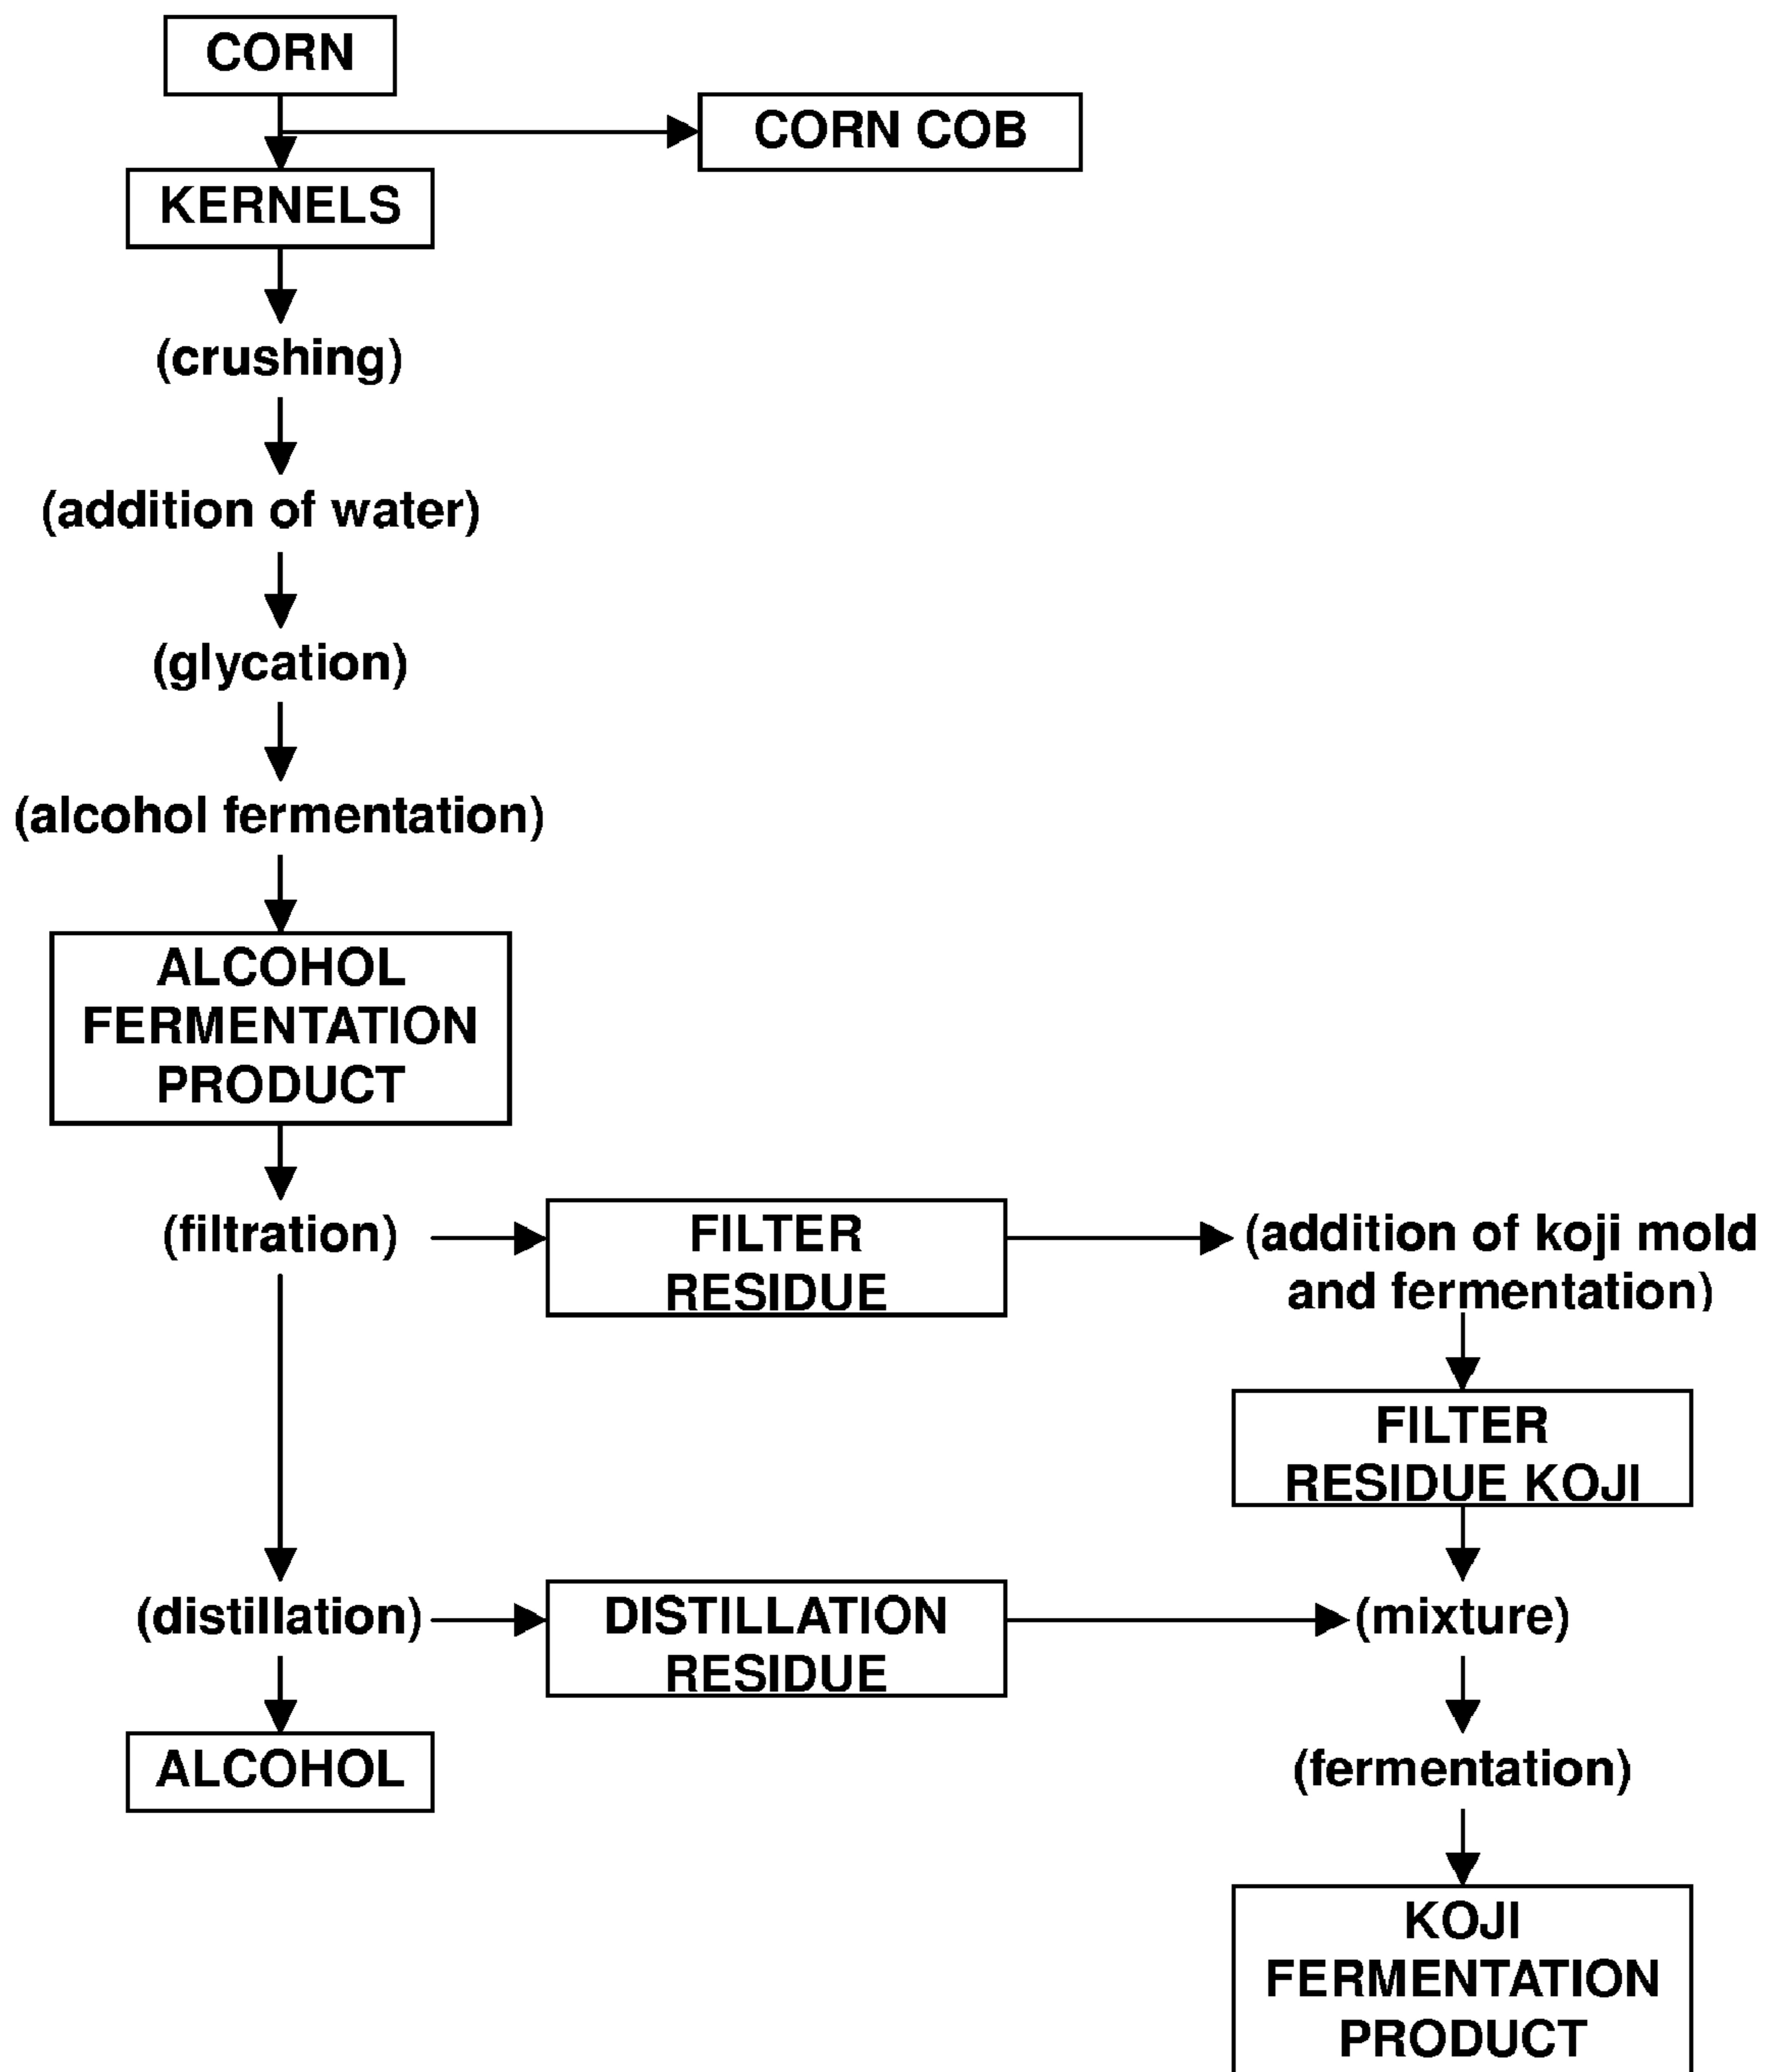 CORN
CORN COB
KERNELS
(crushing)
(addition of water)
(glycation)
(alcohol fermentation)
ALCOHOL
FERMENTATION
PRODUCT
(filtration)
FILTER
RESIDUE
(addition of koji mold
and fermentation)
FILTER
RESIDUE KOJI
(distillation)
DISTILLATION
RESIDUE
(mixture)
ALCOHOL
(fermentation)
KOJI
FERMENTATION
PRODUCT